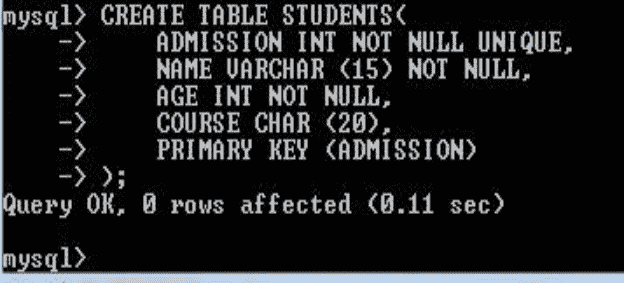 mysql> CREATE TABLE STUDENTS(
    ->     ADMISSION INT NOT NULL UNIQUE,
    ->     NAME VARCHAR (15) NOT NULL,
    ->     AGE INT NOT NULL,
    ->     COURSE CHAR (20),
    ->     PRIMARY KEY (ADMISSION)
    -> );
Query OK, 0 rows affected (0.11 sec)
mysql>